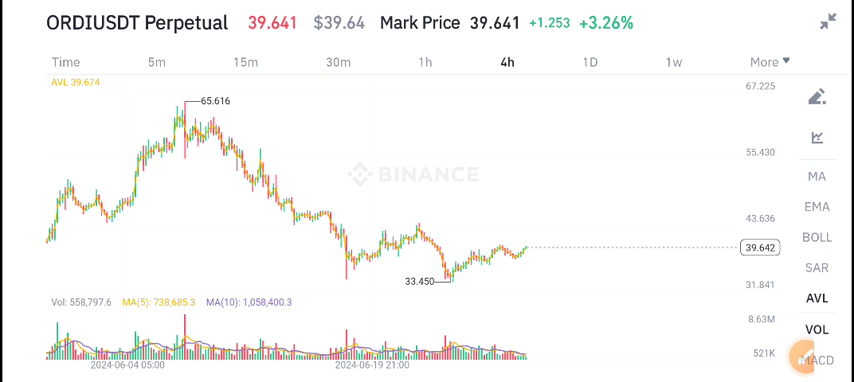 ORDIUSDT Perpetual 39.641 $39.64 Mark Price 39.641 +1.253 +3.26%
Time 5m 15m 30m 1h 4h 1D 1w More
AVL 39.674
67.225
65.616
55.430
BINANCE
MA
EMA
43.636
BOLL
39.642
SAR
33.450
31.841
AVL
Vol: 558,797.6 MA(5): 738,685.3 MA(10): 1,058,400.3
8.63M
VOL
521K
MACD
2024-06-04 05:00 2024-06-19 21:00